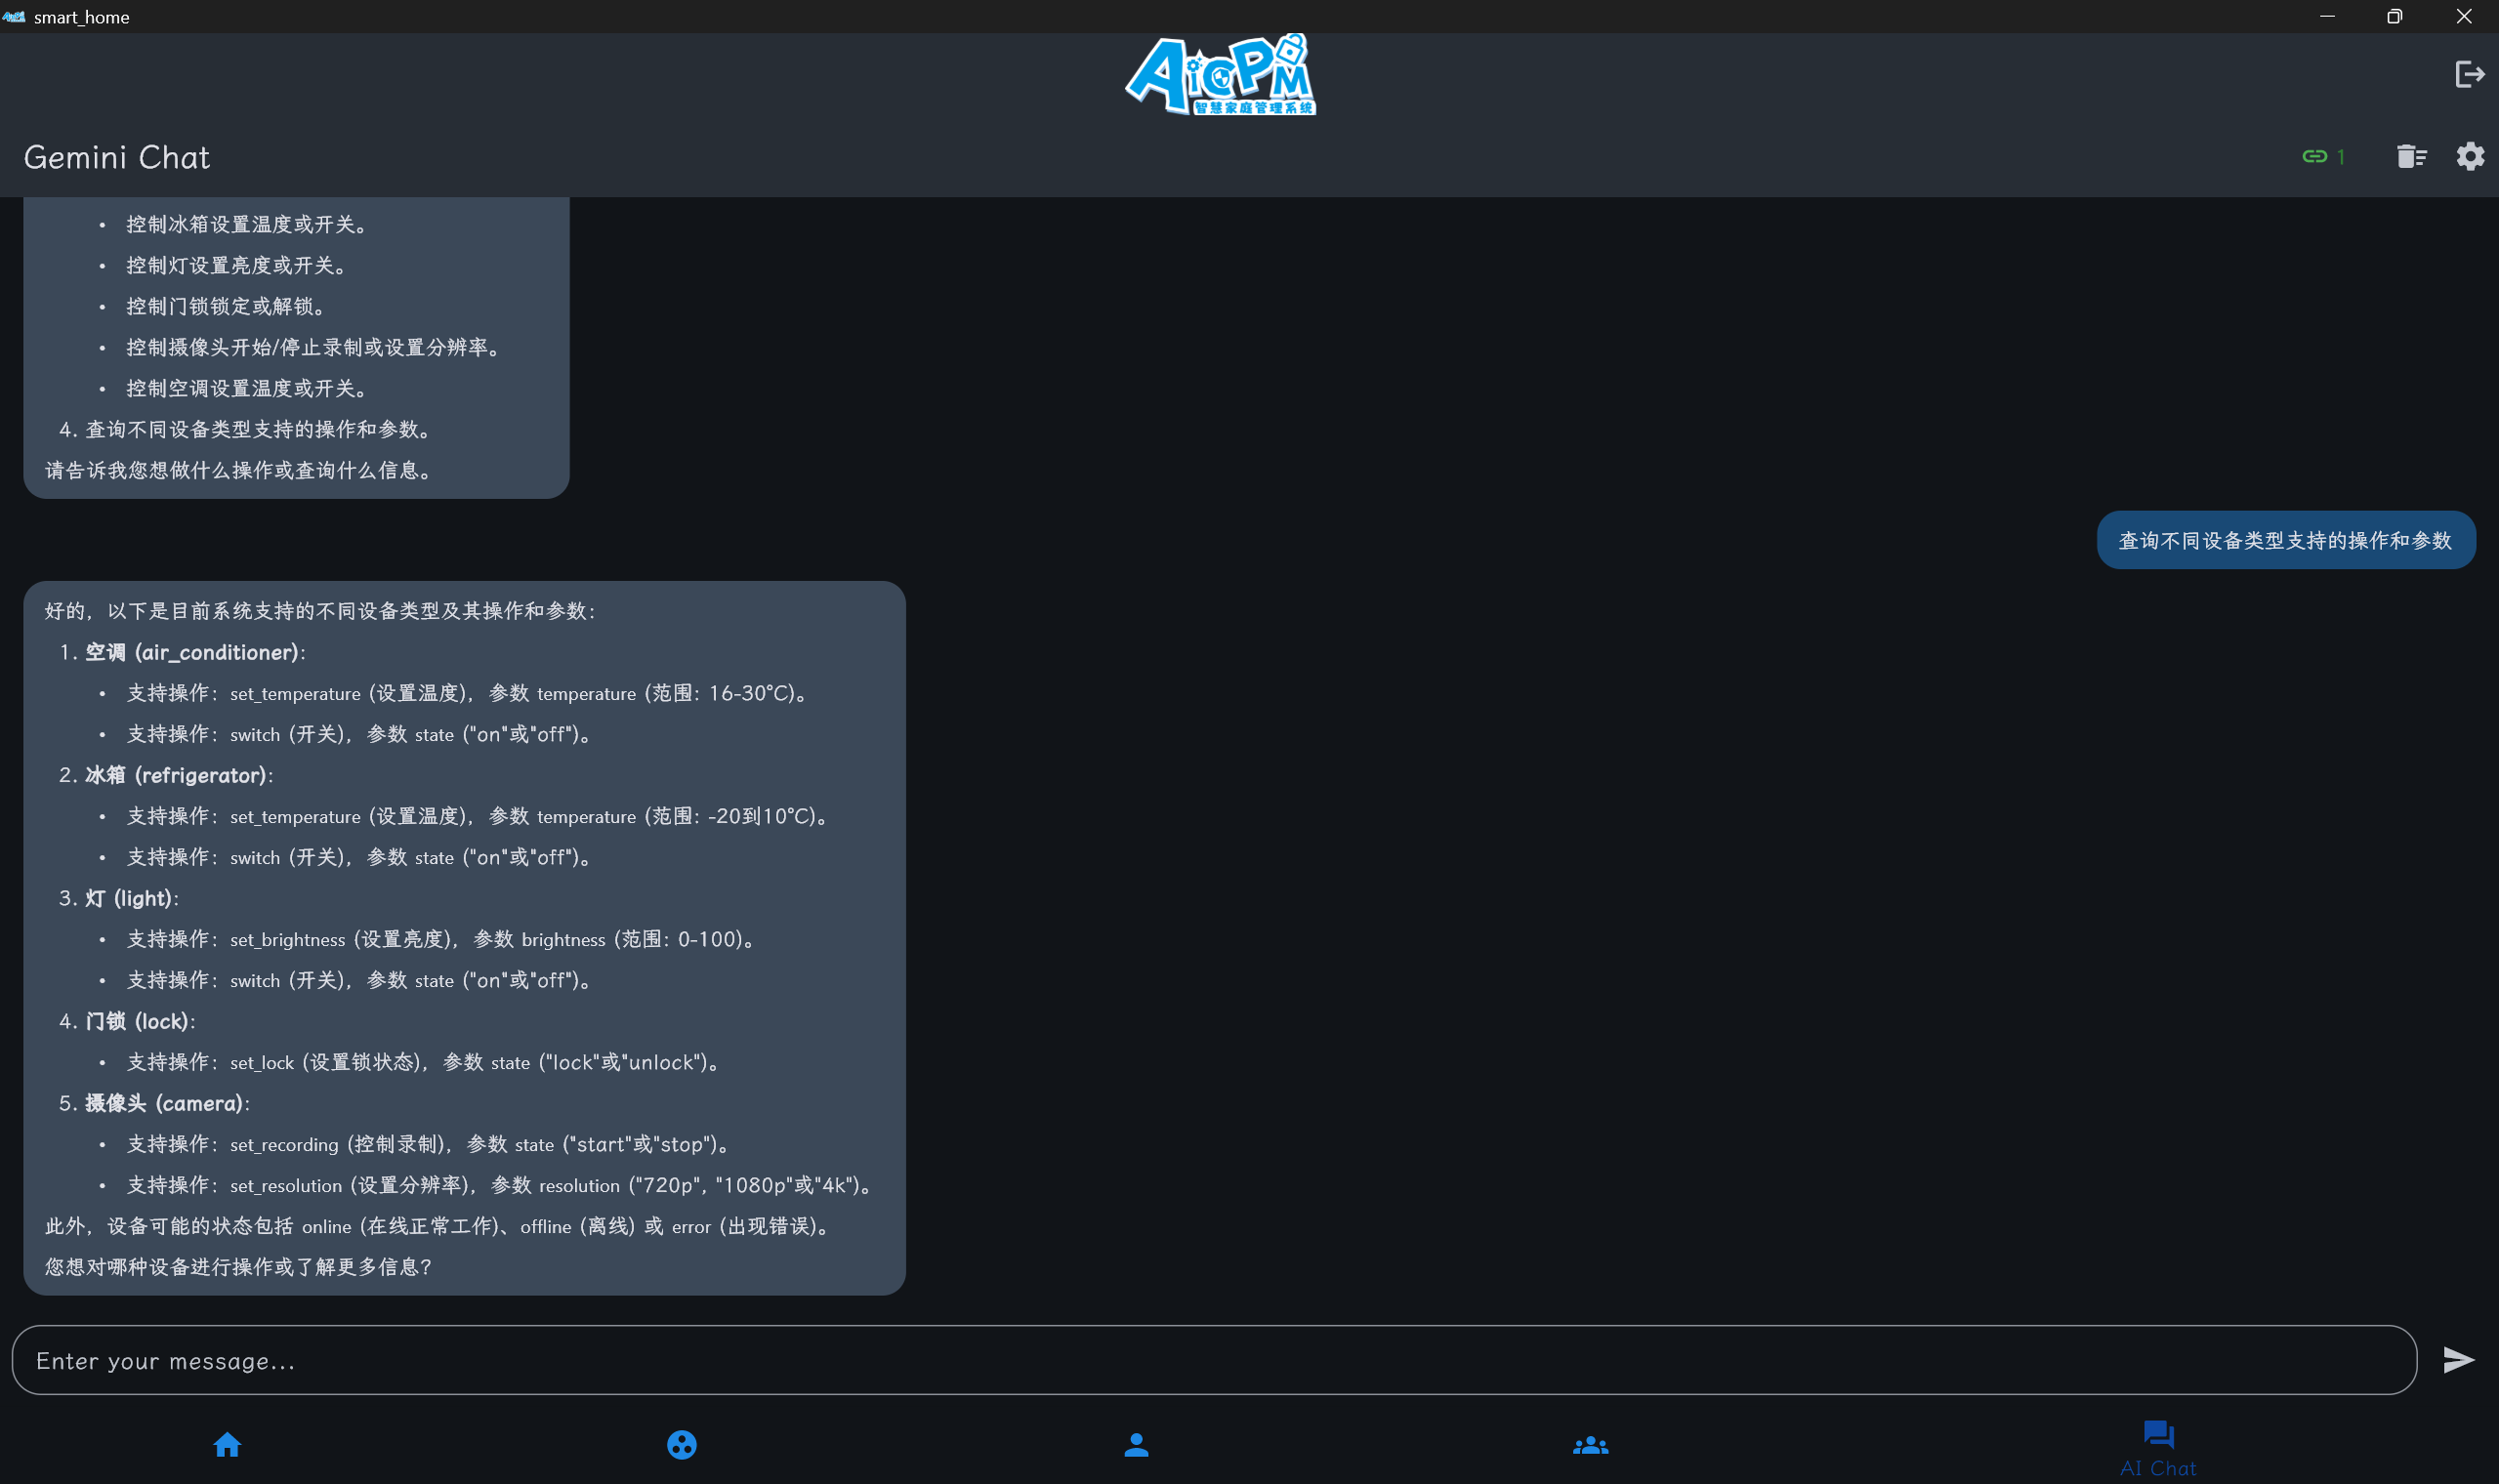 smart_home
AiCPM
智慧家庭管理系统
Gemini Chat
1
• 控制冰箱设置温度或开关。
• 控制灯设置亮度或开关。
• 控制门锁锁定或解锁。
• 控制摄像头开始/停止录制或设置分辨率。
• 控制空调设置温度或开关。
4. 查询不同设备类型支持的操作和参数。
请告诉我您想做什么操作或查询什么信息。
查询不同设备类型支持的操作和参数
好的，以下是目前系统支持的不同设备类型及其操作和参数：
1. 空调 (air_conditioner):
• 支持操作：set_temperature (设置温度)，参数 temperature (范围: 16-30°C)。
• 支持操作：switch (开关)，参数 state ("on"或"off")。
2. 冰箱 (refrigerator):
• 支持操作：set_temperature (设置温度)，参数 temperature (范围: -20到10°C)。
• 支持操作：switch (开关)，参数 state ("on"或"off")。
3. 灯 (light):
• 支持操作：set_brightness (设置亮度)，参数 brightness (范围: 0-100)。
• 支持操作：switch (开关)，参数 state ("on"或"off")。
4. 门锁 (lock):
• 支持操作：set_lock (设置锁状态)，参数 state ("lock"或"unlock")。
5. 摄像头 (camera):
• 支持操作：set_recording (控制录制)，参数 state ("start"或"stop")。
• 支持操作：set_resolution (设置分辨率)，参数 resolution ("720p", "1080p"或"4k")。
此外，设备可能的状态包括 online (在线正常工作)、offline (离线) 或 error (出现错误)。
您想对哪种设备进行操作或了解更多信息？
Enter your message...
AI Chat